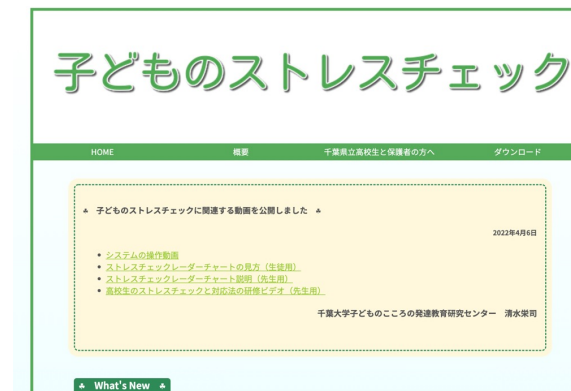 子どものストレスチェック
HOME 概要 千葉県立高校生と保護者の方へ ダウンロード
♣ 子どものストレスチェックに関連する動画を公開しました ♣
2022年4月6日
システムの操作動画
ストレスチェックレーダーチャートの見方（生徒用）
ストレスチェックレーダーチャート説明（先生用）
高校生のストレスチェックと対応法の研修ビデオ（先生用）
千葉大学子どものこころの発達教育研究センター 清水栄司
♣ What's New ♣